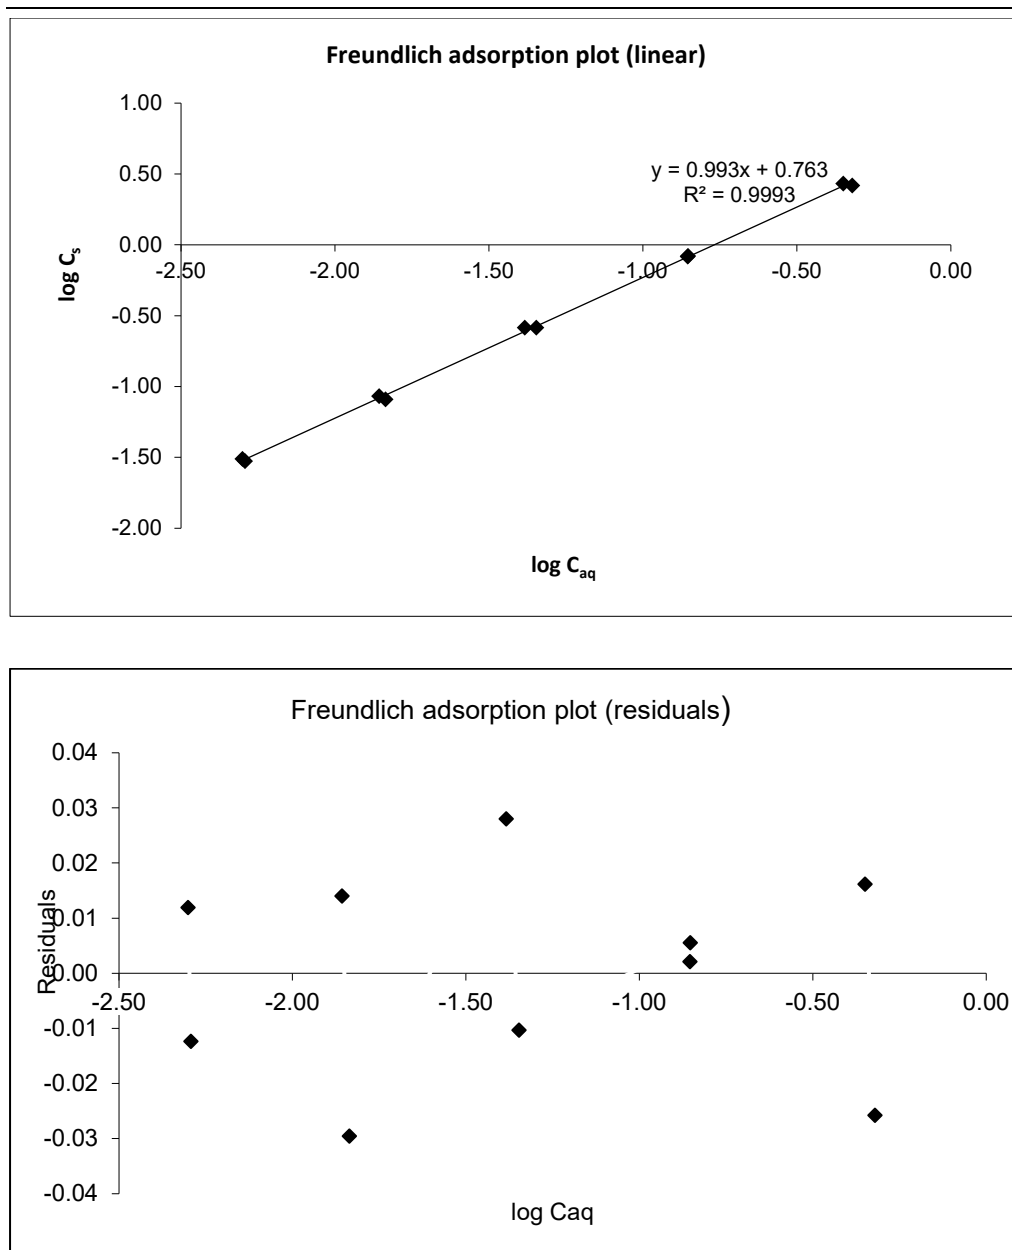 Freundlich adsorption plot (linear)
1.00
y = 0.993x + 0.763
R² = 0.9993
0.50
0.00
-2.50 -2.00 -1.50 -1.00 -0.50 0.00
log Cs
-0.50
-1.00
-1.50
-2.00
log Caq
Freundlich adsorption plot (residuals)
0.04
0.03
0.02
0.01
Residuals
0.00
-2.50 -2.00 -1.50 -1.00 -0.50 0.00
-0.01
-0.02
-0.03
-0.04
log Caq